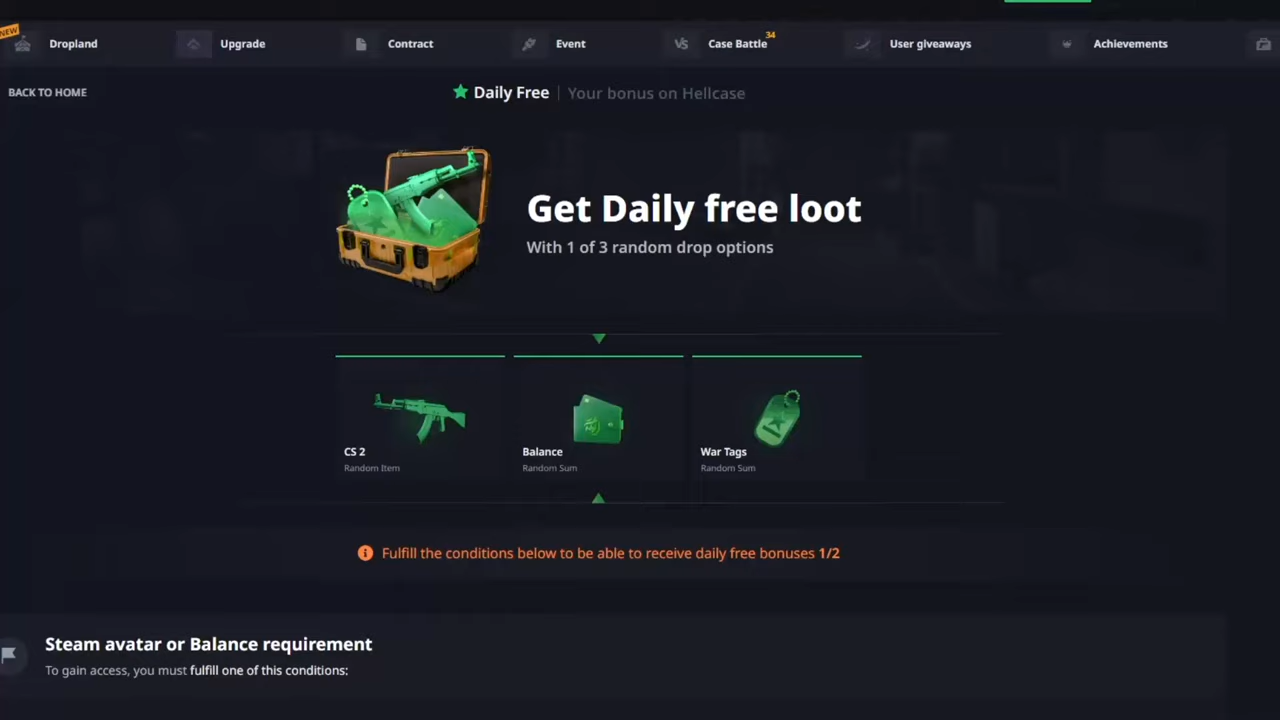 NEW
Dropland
Upgrade
Contract
Event
VS
Case Battle
34
User giveaways
Achievements
BACK TO HOME
Daily Free
Your bonus on Hellcase
Get Daily free loot
With 1 of 3 random drop options
CS 2
Random Item
Balance
Random Sum
War Tags
Random Sum
Fulfill the conditions below to be able to receive daily free bonuses 1/2
Steam avatar or Balance requirement
To gain access, you must fulfill one of this conditions: